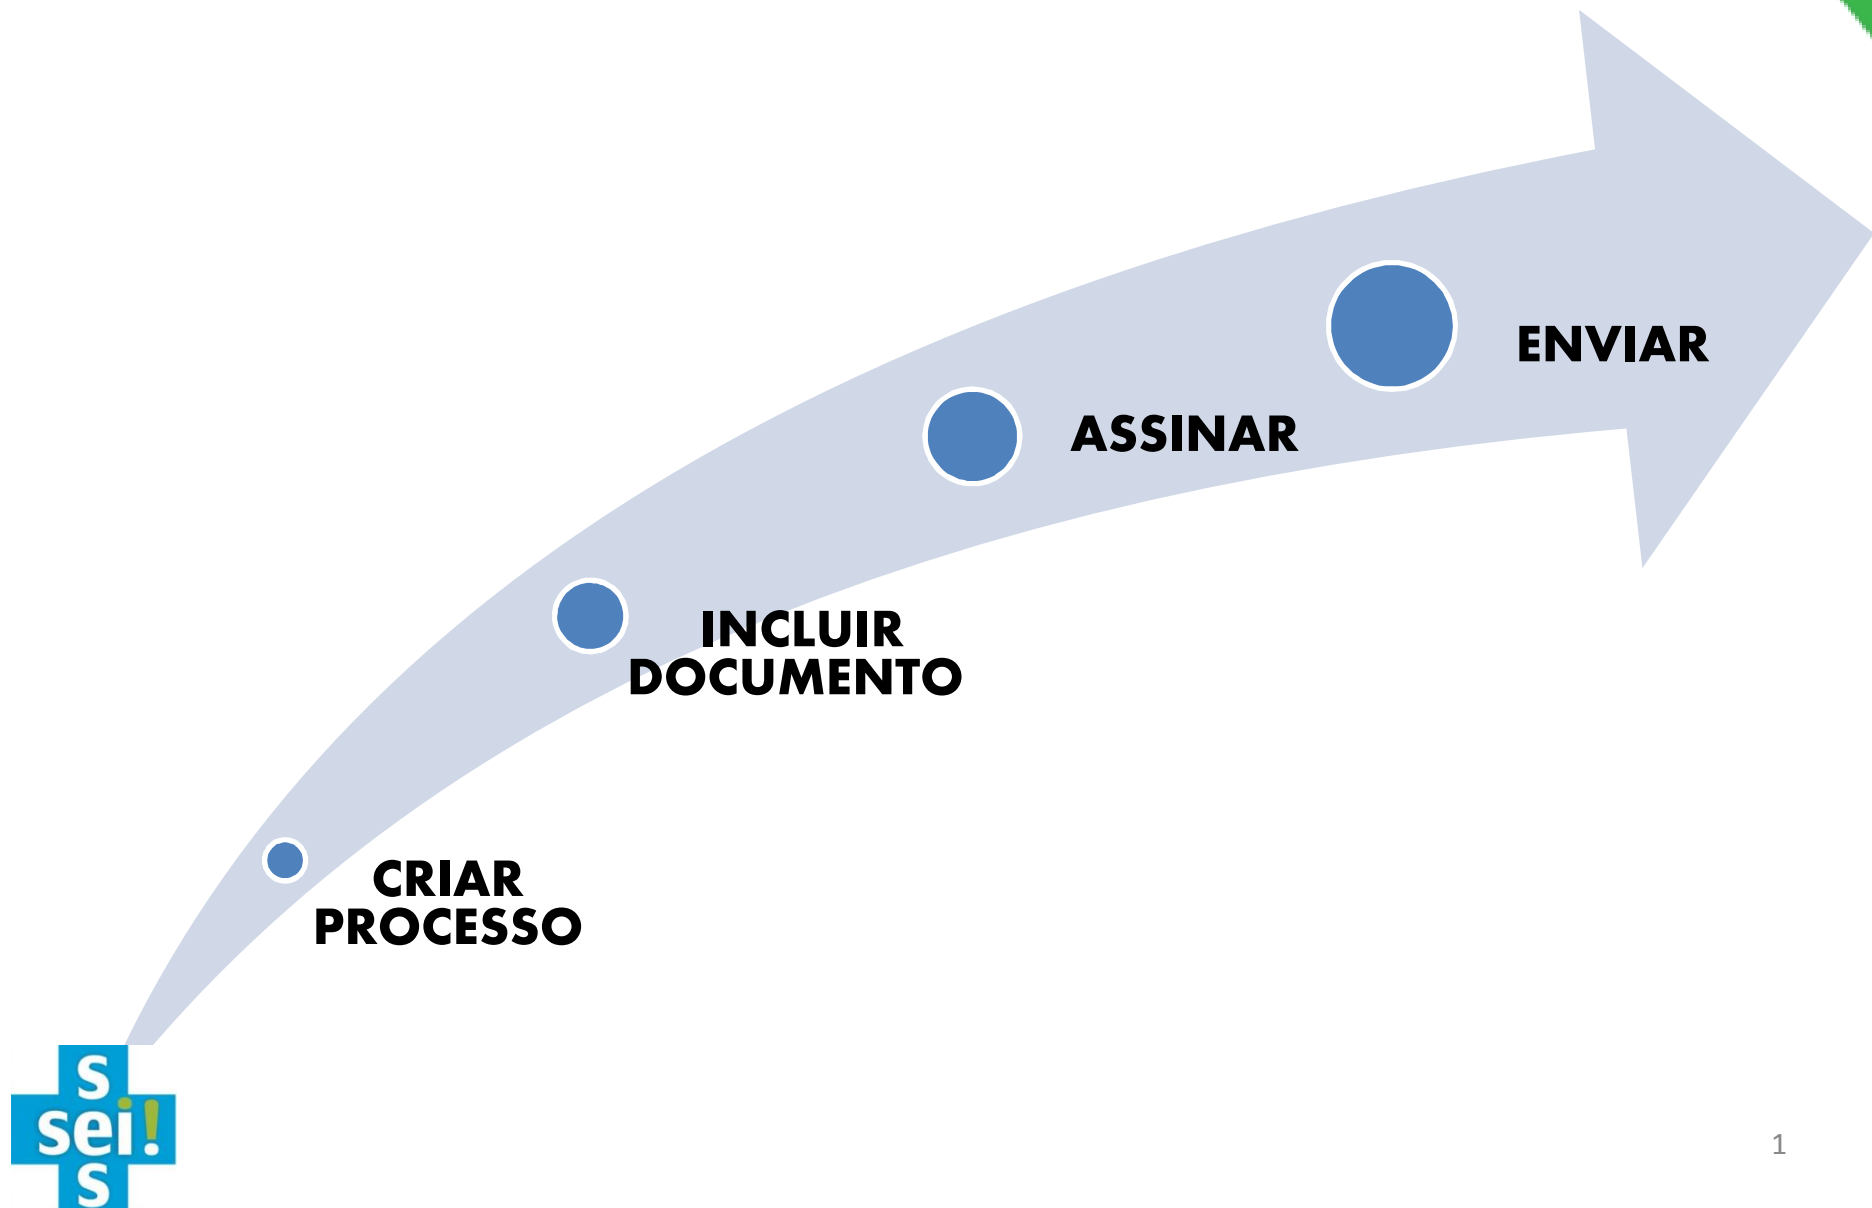 ENVIAR
ASSINAR
INCLUIR
DOCUMENTO
CRIAR
PROCESSO
S
sei!
S
1